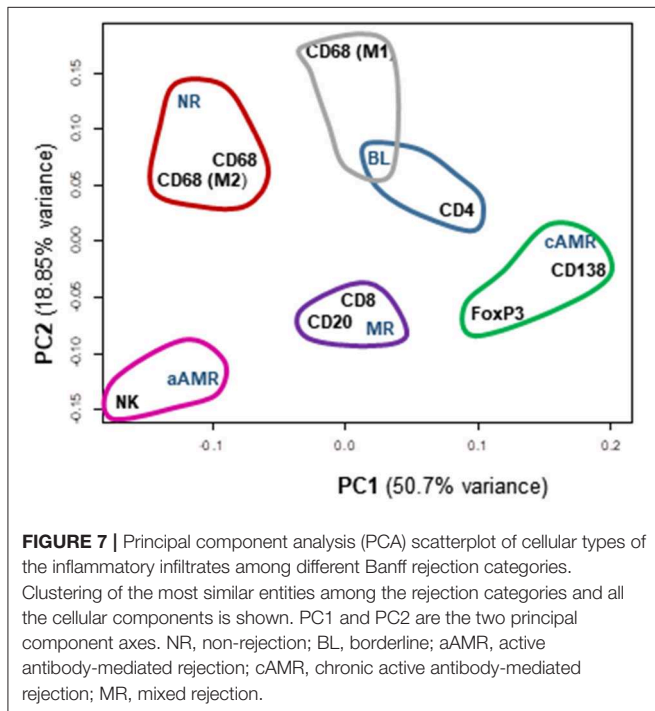 CD68 (M1)
NR
CD68
CD68 (M2)
BL
CD4
cAMR
CD138
FoxP3
CD8
CD20
MR
aAMR
NK
0.15
0.10
0.05
0.00
-0.05
-0.10
-0.15
PC2 (18.85% variance)
-0.1
0.0
0.1
0.2
PC1 (50.7% variance)
FIGURE 7 | Principal component analysis (PCA) scatterplot of cellular types of
the inflammatory infiltrates among different Banff rejection categories.
Clustering of the most similar entities among the rejection categories and all
the cellular components is shown. PC1 and PC2 are the two principal
component axes. NR, non-rejection; BL, borderline; aAMR, active
antibody-mediated rejection; cAMR, chronic active antibody-mediated
rejection; MR, mixed rejection.